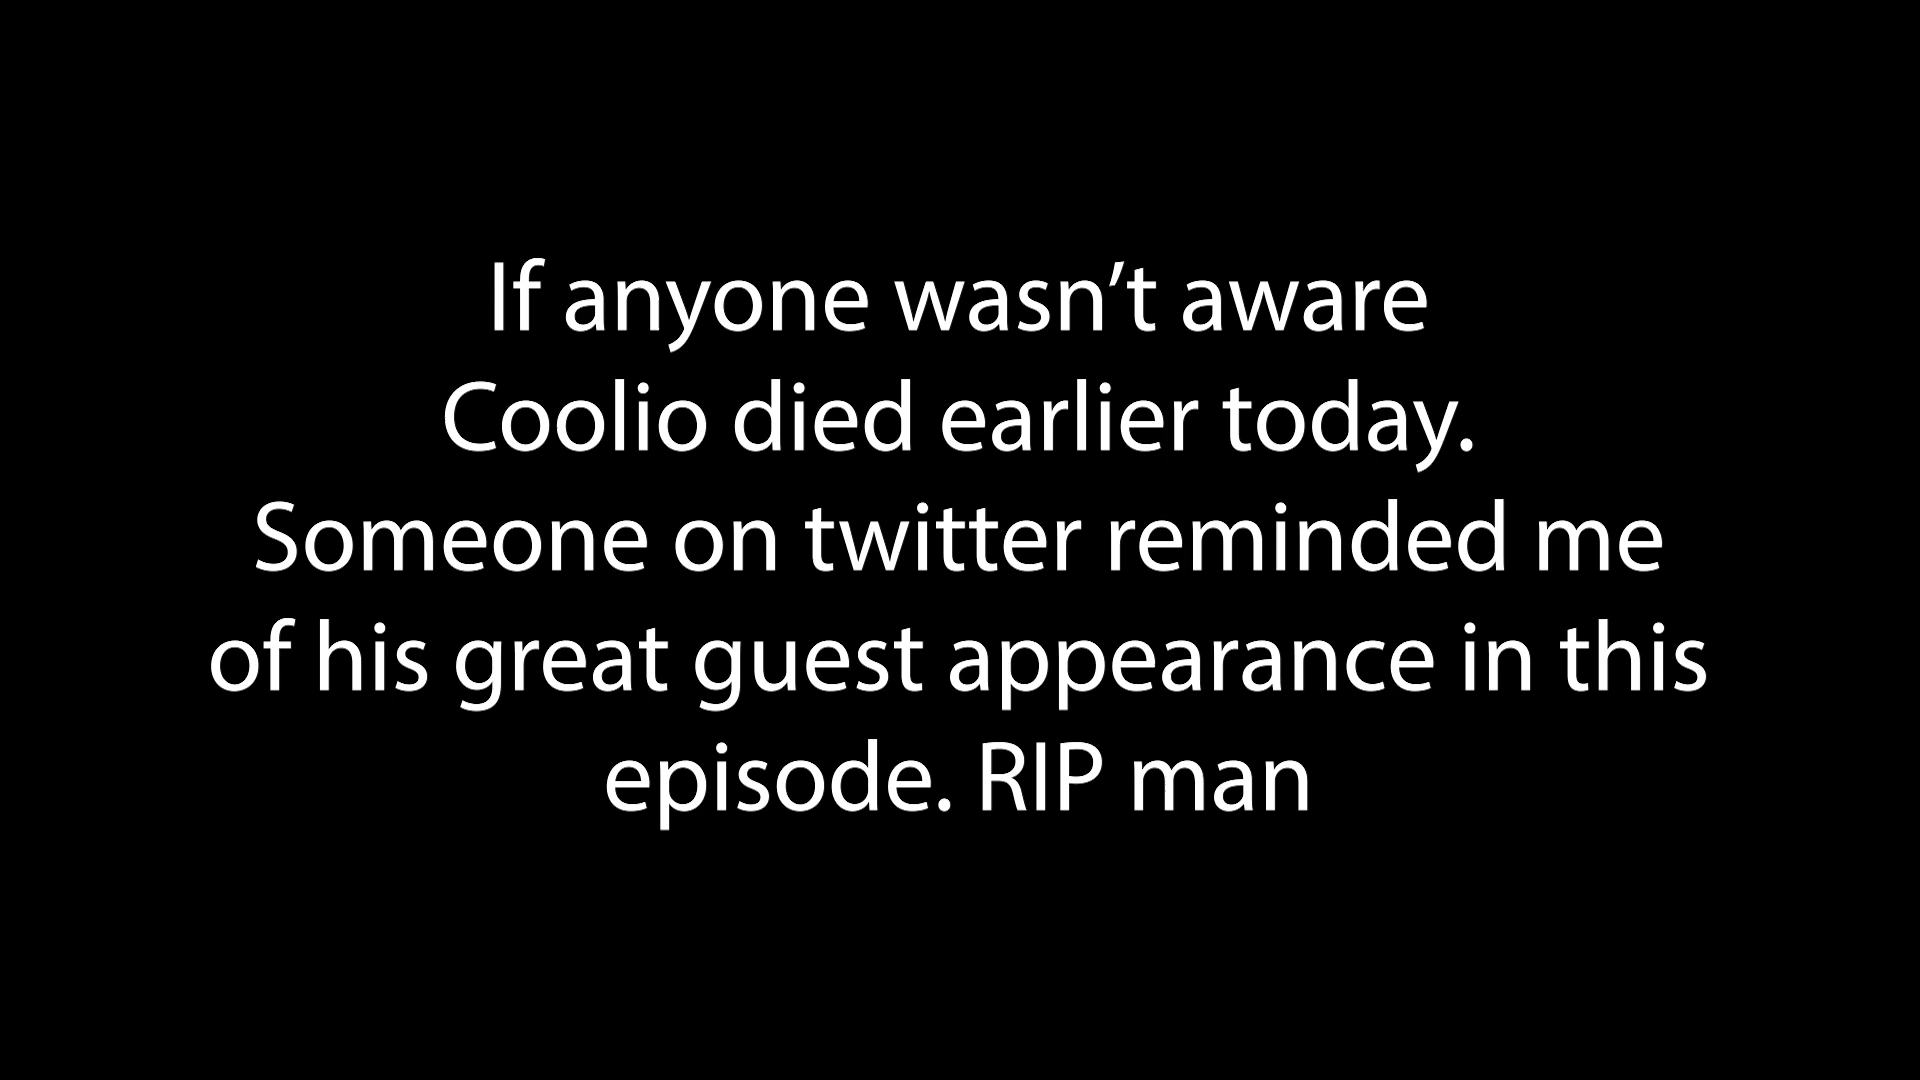 If anyone wasn’t aware
Coolio died earlier today.
Someone on twitter reminded me
of his great guest appearance in this
episode. RIP man